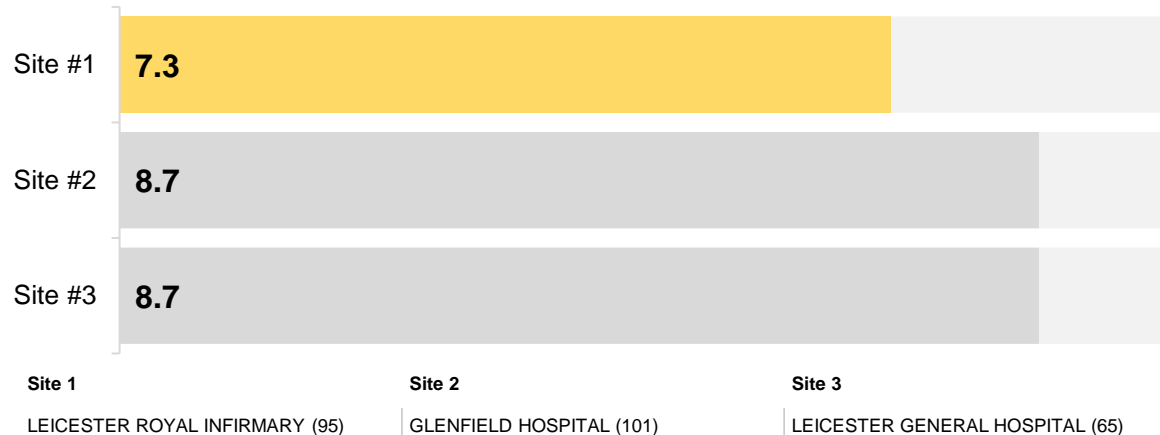 Site #1 7.3
Site #2 8.7
Site #3 8.7
Site 1 Site 2 Site 3
LEICESTER ROYAL INFIRMARY (95) GLENFIELD HOSPITAL (101) LEICESTER GENERAL HOSPITAL (65)